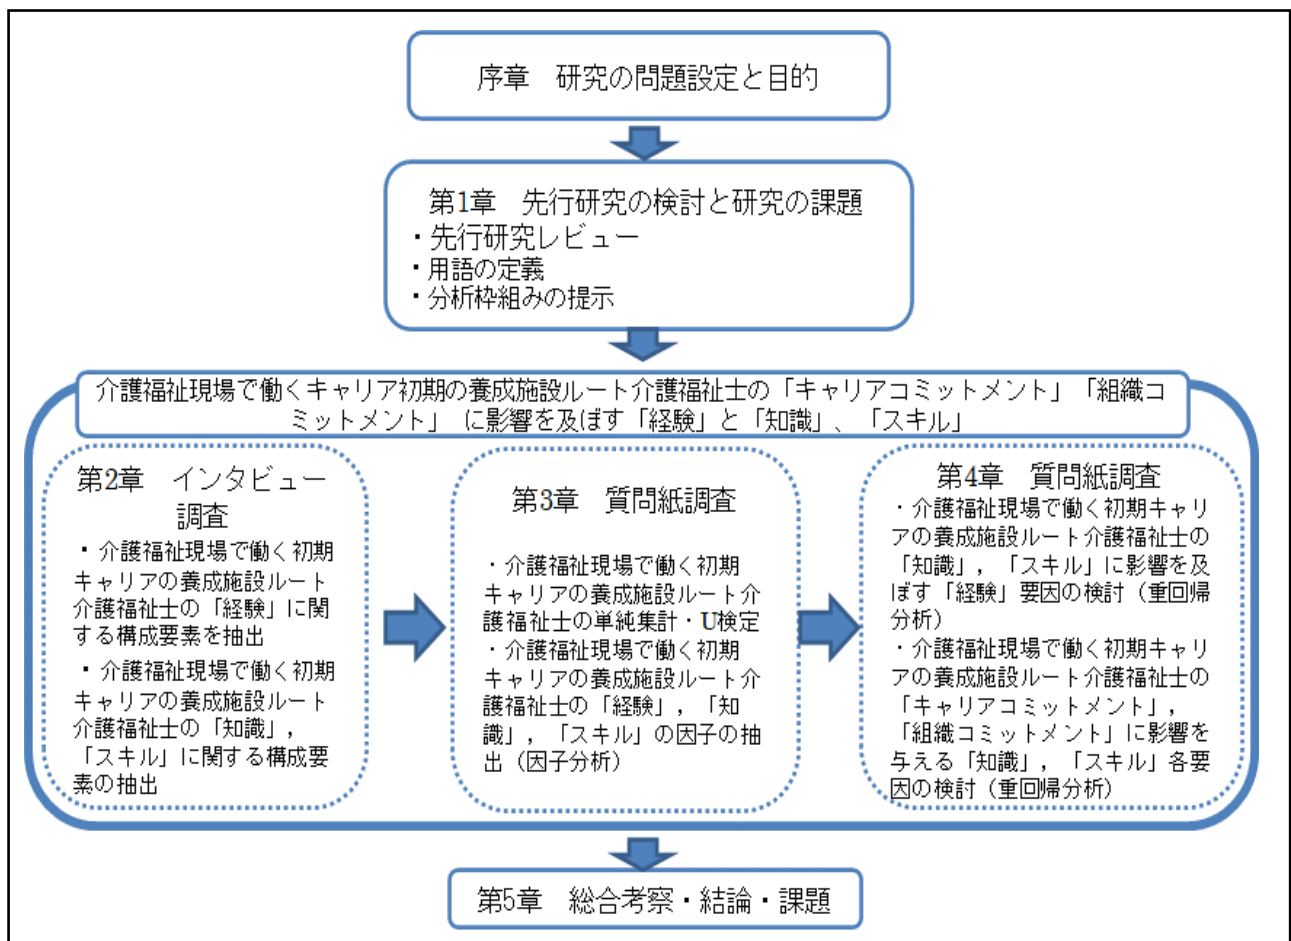 序章　研究の問題設定と目的
第1章　先行研究の検討と研究の課題
・先行研究レビュー
・用語の定義
・分析枠組みの提示
介護福祉現場で働くキャリア初期の養成施設ルート介護福祉士の「キャリアコミットメント」「組織コ
ミットメント」 に影響を及ぼす「経験」と「知識」、「スキル」
第2章　インタビュー
調査
・介護福祉現場で働く初期
キャリアの養成施設ルート
介護福祉士の「経験」に関
する構成要素を抽出
・介護福祉現場で働く初期
キャリアの養成施設ルート
介護福祉士の「知識」，
「スキル」に関する構成要
素の抽出
第3章　質問紙調査
・介護福祉現場で働く初期
キャリアの養成施設ルート介
護福祉士の単純集計・U検定
・介護福祉現場で働く初期
キャリアの養成施設ルート介
護福祉士の「経験」，「知
識」，「スキル」の因子の抽
出（因子分析）
第4章　質問紙調査
・介護福祉現場で働く初期キャリ
アの養成施設ルート介護福祉士の
「知識」，「スキル」に影響を及
ぼす「経験」要因の検討（重回帰
分析）
・介護福祉現場で働く初期キャリ
アの養成施設ルート介護福祉士の
「キャリアコミットメント」，
「組織コミットメント」に影響を
与える「知識」，「スキル」各要
因の検討（重回帰分析）
第5章　総合考察・結論・課題